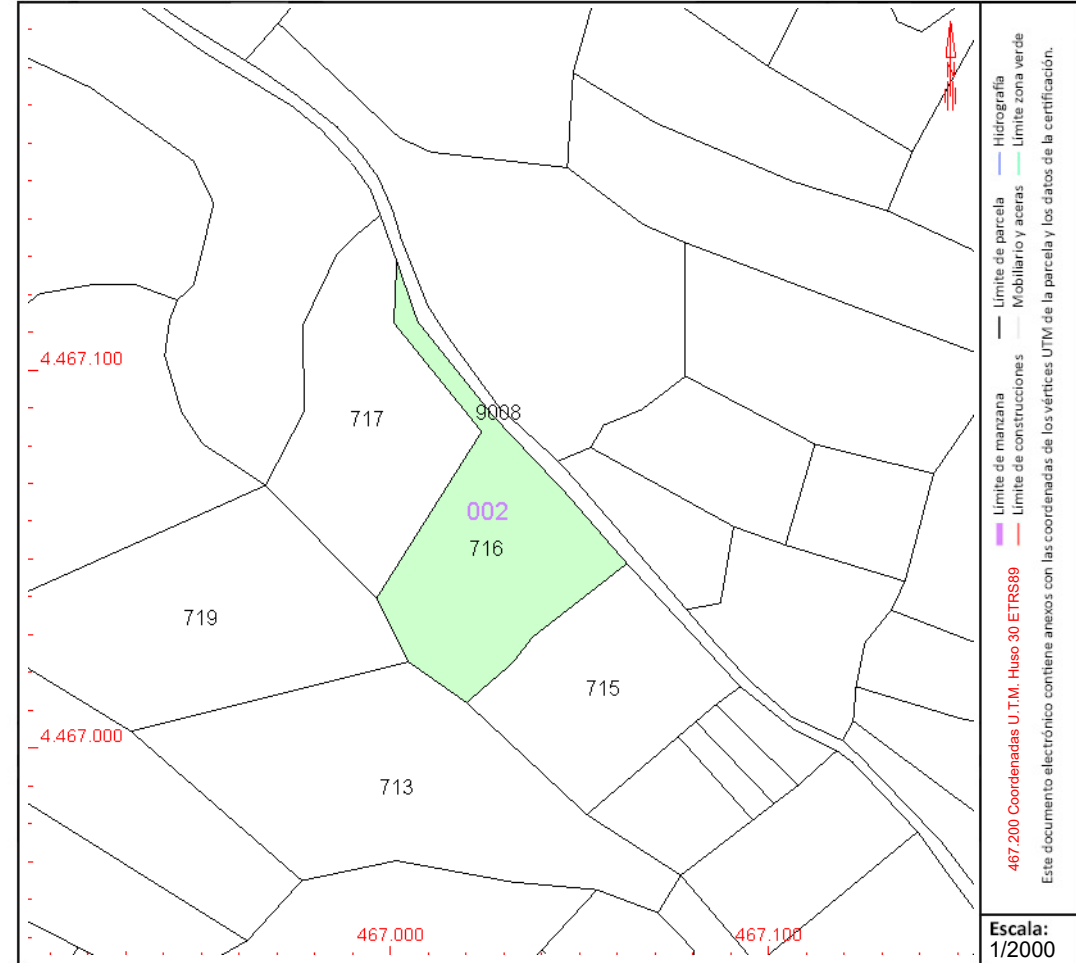 4.467.100
717
9008
002
716
719
715
4.467.000
713
467.000
467.100
N
Límite de manzana
Límite de parcela
Hidrografía
Límite de construcciones
Mobiliario y aceras
Límite zona verde
467.200 Coordenadas U.T.M. Huso 30 ETRS89
Este documento electrónico contiene anexos con las coordenadas de los vértices UTM de la parcela y los datos de la certificación.
Escala:
1/2000